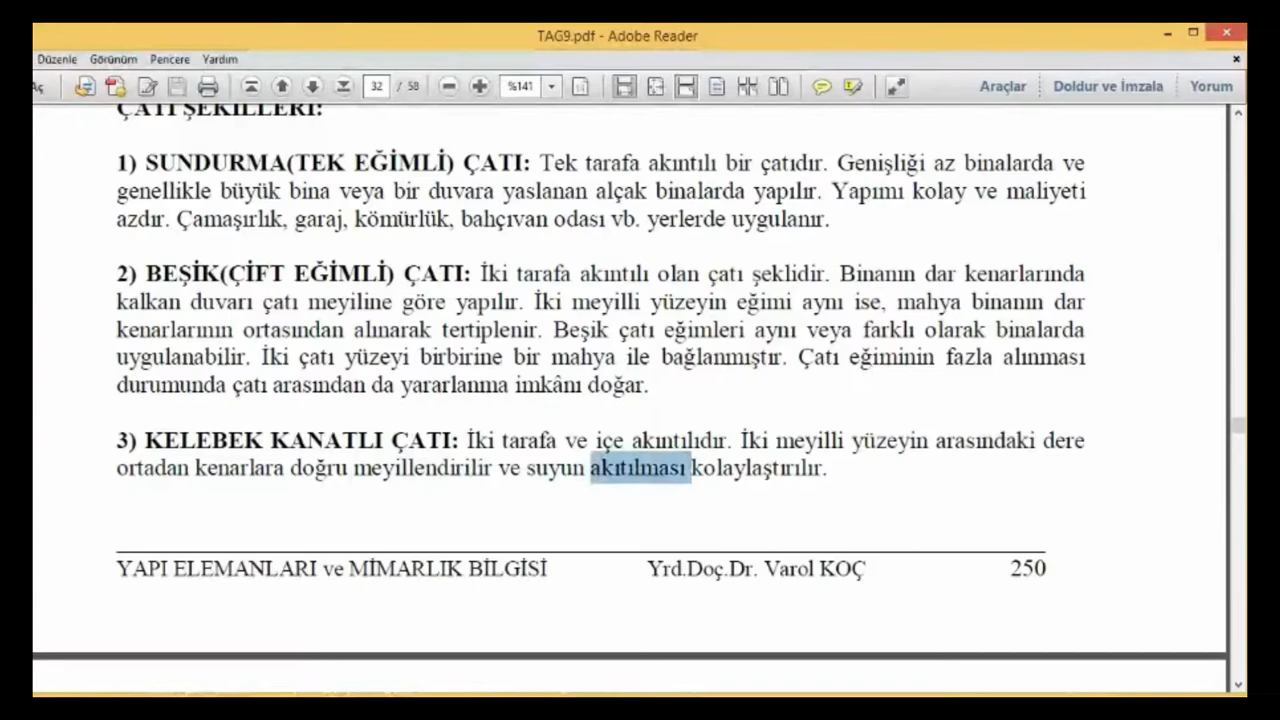 TAG9.pdf - Adobe Reader
Düzenle Görünüm Pencere Yardım
32 / 58 %141 Araçlar Doldur ve İmzala Yorum
ÇATI ŞEKİLLERİ:
1) SUNDURMA(TEK EĞİMLİ) ÇATI: Tek tarafa akıntılı bir çatıdır. Genişliği az binalarda ve
genellikle büyük bina veya bir duvara yaslanan alçak binalarda yapılır. Yapımı kolay ve maliyeti
azdır. Çamaşırlık, garaj, kömürlük, bahçıvan odası vb. yerlerde uygulanır.
2) BEŞİK(ÇİFT EĞİMLİ) ÇATI: İki tarafa akıntılı olan çatı şeklidir. Binanın dar kenarlarında
kalkan duvarı çatı meyiline göre yapılır. İki meyilli yüzeyin eğimi aynı ise, mahya binanın dar
kenarlarının ortasından alınarak tertiplenir. Beşik çatı eğimleri aynı veya farklı olarak binalarda
uygulanabilir. İki çatı yüzeyi birbirine bir mahya ile bağlanmıştır. Çatı eğiminin fazla alınması
durumunda çatı arasından da yararlanma imkânı doğar.
3) KELEBEK KANATLI ÇATI: İki tarafa ve içe akıntılıdır. İki meyilli yüzeyin arasındaki dere
ortadan kenarlara doğru meyillendirilir ve suyun akıtılması kolaylaştırılır.
YAPI ELEMANLARI ve MİMARLIK BİLGİSİ Yrd.Doç.Dr. Varol KOÇ 250